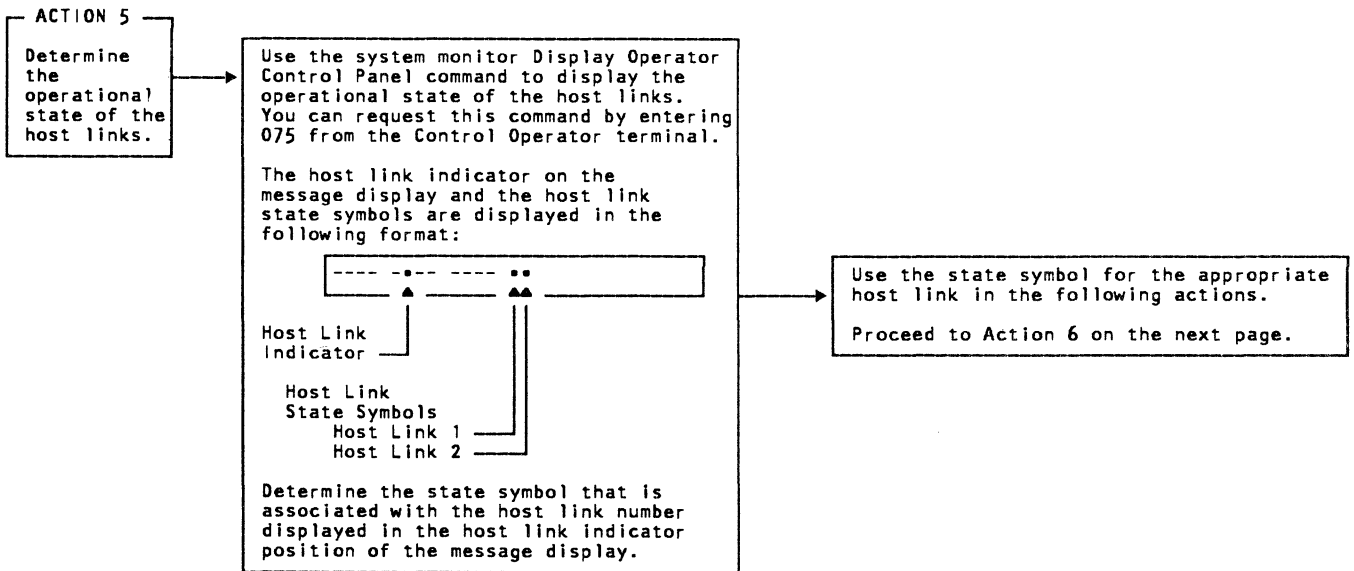 ACTION 5
Determine
the
operational
state of the
host links.
Use the system monitor Display Operator
Control Panel command to display the
operational state of the host links.
You can request this command by entering
075 from the Control Operator terminal.
The host link indicator on the
message display and the host link
state symbols are displayed in the
following format:
---- -▪-- ---- ▪▪
Host Link
Indicator
Host Link
State Symbols
Host Link 1
Host Link 2
Determine the state symbol that is
associated with the host link number
displayed in the host link indicator
position of the message display.
Use the state symbol for the appropriate
host link in the following actions.
Proceed to Action 6 on the next page.